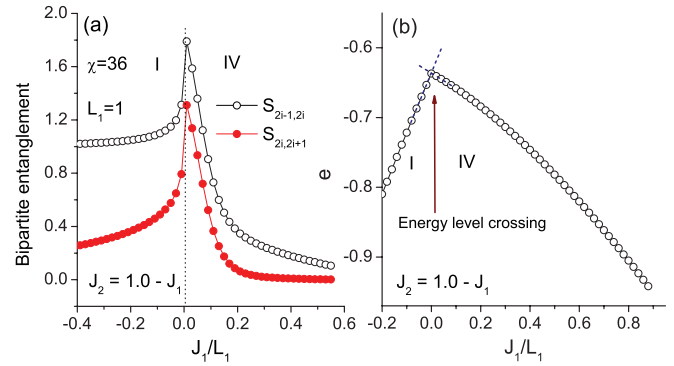 (a)
χ=36 I IV
L₁=1
S₂ᵢ₋₁,₂ᵢ
S₂ᵢ,₂ᵢ₊₁
J₂ = 1.0 - J₁
Bipartite entanglement
2.0
1.6
1.2
0.8
0.4
0.0
-0.4 -0.2 0.0 0.2 0.4 0.6
J₁/L₁
(b)
I IV
Energy level crossing
J₂ = 1.0 - J₁
e
-0.6
-0.7
-0.8
-0.9
-0.2 0.0 0.2 0.4 0.6 0.8
J₁/L₁